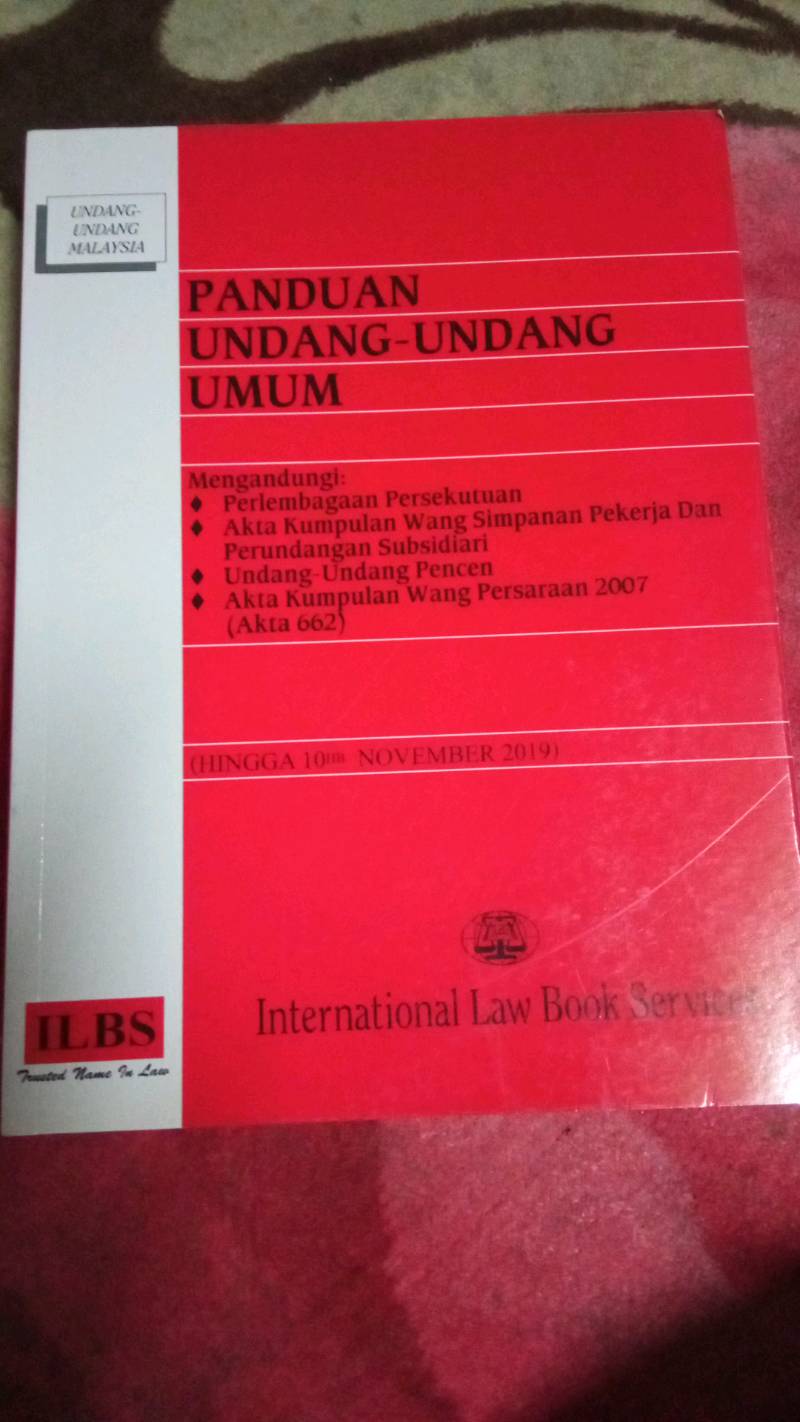 UNDANG-
UNDANG
MALAYSIA
PANDUAN
UNDANG-UNDANG
UMUM
Mengandungi:
♦ Perlembagaan Persekutuan
♦ Akta Kumpulan Wang Simpanan Pekerja Dan
Perundangan Subsidiari
♦ Undang-Undang Pencen
♦ Akta Kumpulan Wang Persaraan 2007
(Akta 662)
(HINGGA 10HB NOVEMBER 2019)
International Law Book Services
ILBS
Trusted Name In Law